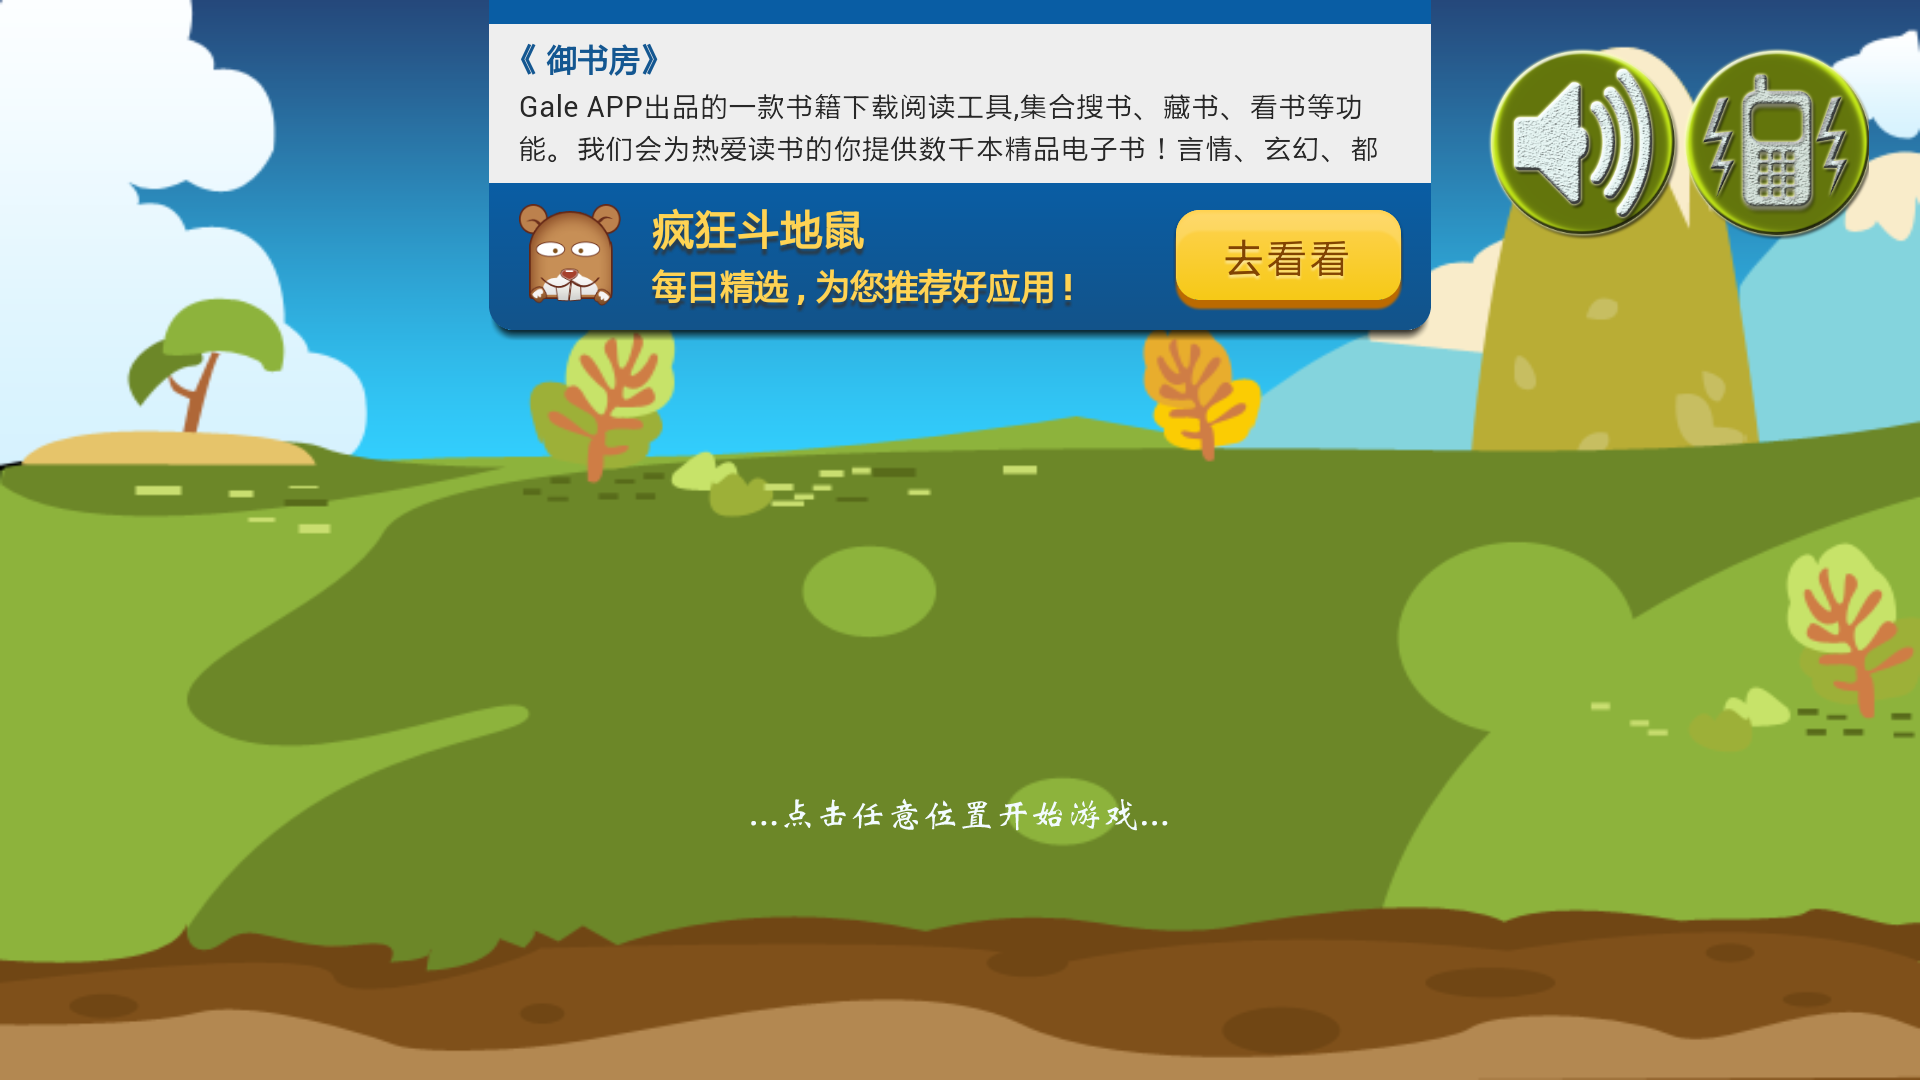 《 御书房》
Gale APP出品的一款书籍下载阅读工具,集合搜书、藏书、看书等功
能。我们会为热爱读书的你提供数千本精品电子书！言情、玄幻、都
疯狂斗地鼠
每日精选，为您推荐好应用！
去看看
...点击任意位置开始游戏...